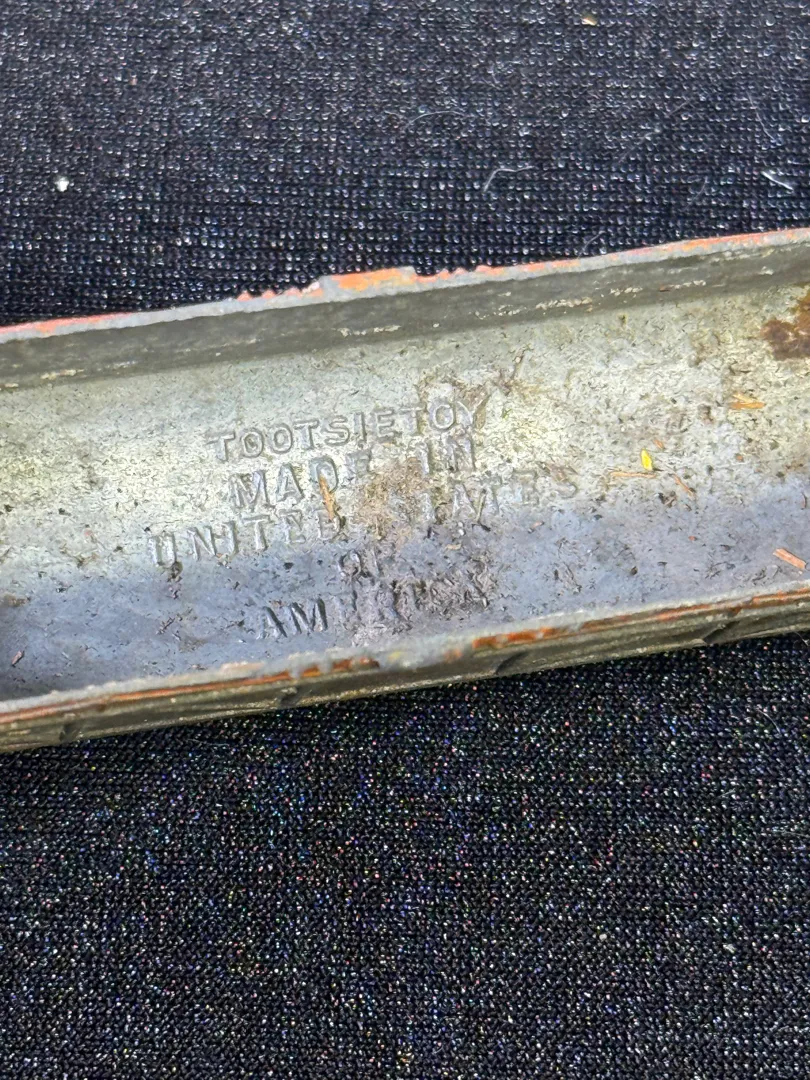 TOOTSIETOY
MADE IN
UNITED STATES
OF
AMERICA